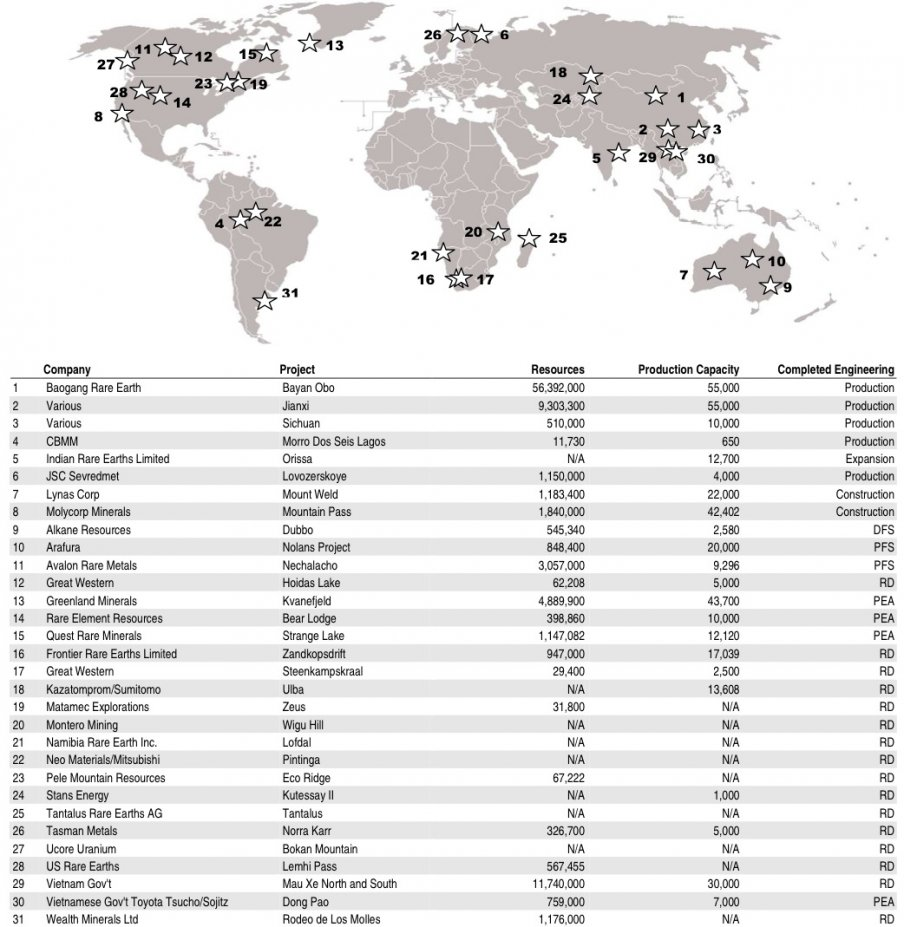 26 6
11 12 15 13
27
18
28 14 23 19
24 1
8
2 3
5 29 30
4 22
20 25
21
10
7
16 17
9
31
Company Project Resources Production Capacity Completed Engineering
1 Baogang Rare Earth Bayan Obo 56,392,000 55,000 Production
2 Various Jianxi 9,303,300 55,000 Production
3 Various Sichuan 510,000 10,000 Production
4 CBMM Morro Dos Seis Lagos 11,730 650 Production
5 Indian Rare Earths Limited Orissa N/A 12,700 Expansion
6 JSC Sevredmet Lovozerskoye 1,150,000 4,000 Production
7 Lynas Corp Mount Weld 1,183,400 22,000 Construction
8 Molycorp Minerals Mountain Pass 1,840,000 42,402 Construction
9 Alkane Resources Dubbo 545,340 2,580 DFS
10 Arafura Nolans Project 848,400 20,000 PFS
11 Avalon Rare Metals Nechalacho 3,057,000 9,296 PFS
12 Great Western Hoidas Lake 62,208 5,000 RD
13 Greenland Minerals Kvanefjeld 4,889,900 43,700 PEA
14 Rare Element Resources Bear Lodge 398,860 10,000 PEA
15 Quest Rare Minerals Strange Lake 1,147,082 12,120 PEA
16 Frontier Rare Earths Limited Zandkopsdrift 947,000 17,039 RD
17 Great Western Steenkampskraal 29,400 2,500 RD
18 Kazatomprom/Sumitomo Ulba N/A 13,608 RD
19 Matamec Explorations Zeus 31,800 N/A RD
20 Montero Mining Wigu Hill N/A N/A RD
21 Namibia Rare Earth Inc. Lofdal N/A N/A RD
22 Neo Materials/Mitsubishi Pintinga N/A N/A RD
23 Pele Mountain Resources Eco Ridge 67,222 N/A RD
24 Stans Energy Kutessay II N/A 1,000 RD
25 Tantalus Rare Earths AG Tantalus N/A N/A RD
26 Tasman Metals Norra Karr 326,700 5,000 RD
27 Ucore Uranium Bokan Mountain N/A N/A RD
28 US Rare Earths Lemhi Pass 567,455 N/A RD
29 Vietnam Gov't Mau Xe North and South 11,740,000 30,000 RD
30 Vietnamese Gov't Toyota Tsucho/Sojitz Dong Pao 759,000 7,000 PEA
31 Wealth Minerals Ltd Rodeo de Los Molles 1,176,000 N/A RD